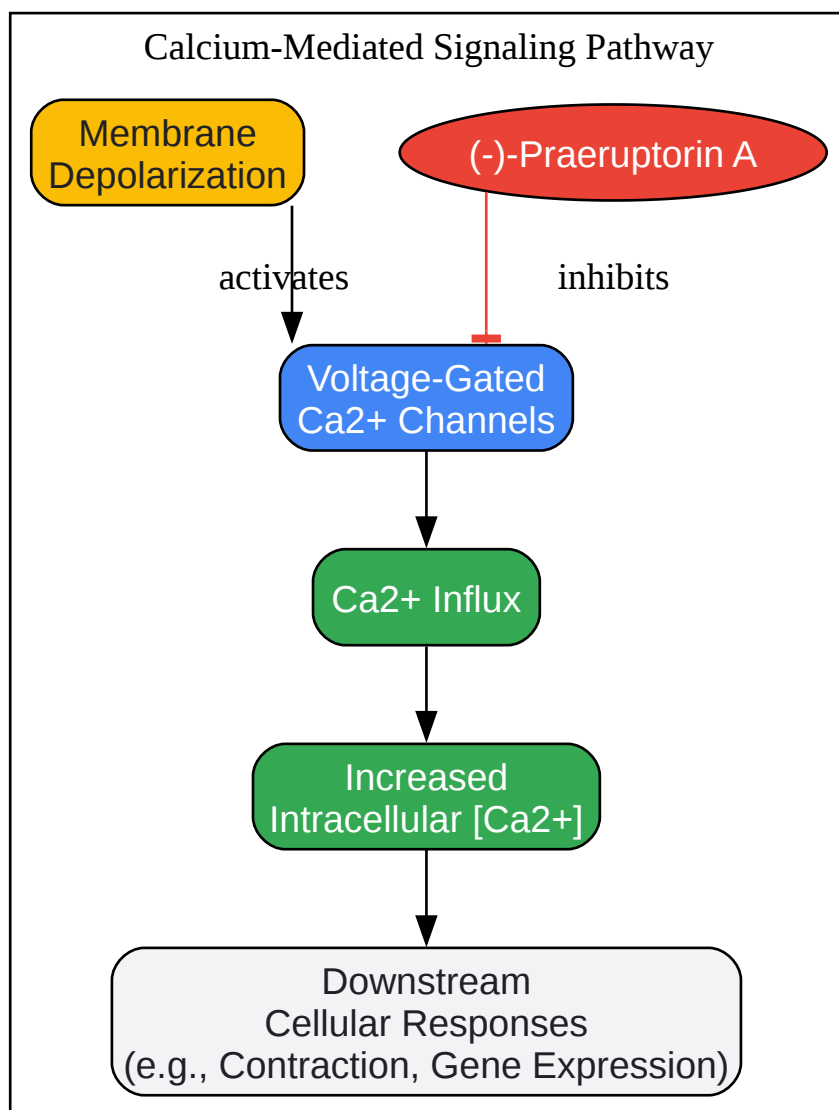 Calcium-Mediated Signaling Pathway
Membrane
Depolarization
(-)-Praeruptorin A
activates
inhibits
Voltage-Gated
Ca2+ Channels
Ca2+ Influx
Increased
Intracellular [Ca2+]
Downstream
Cellular Responses
(e.g., Contraction, Gene Expression)